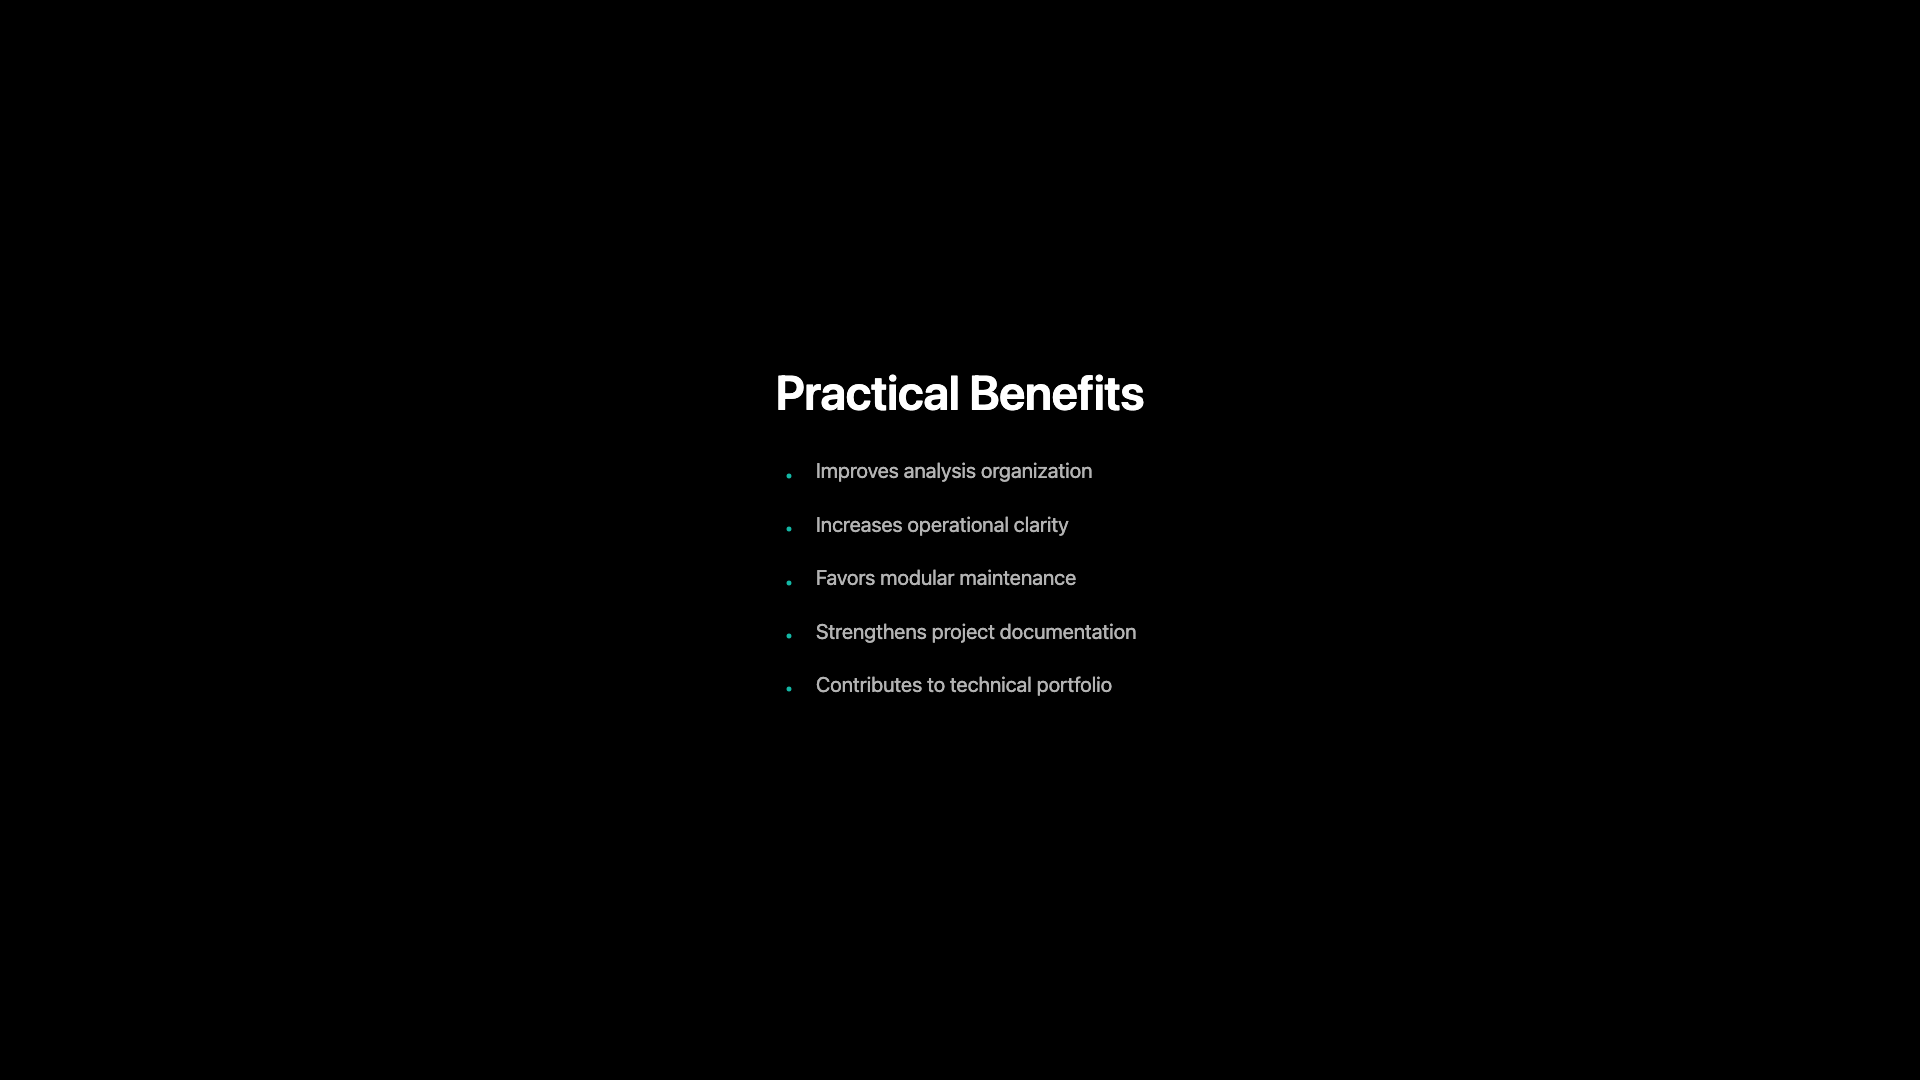 Practical Benefits
• Improves analysis organization
• Increases operational clarity
• Favors modular maintenance
• Strengthens project documentation
• Contributes to technical portfolio